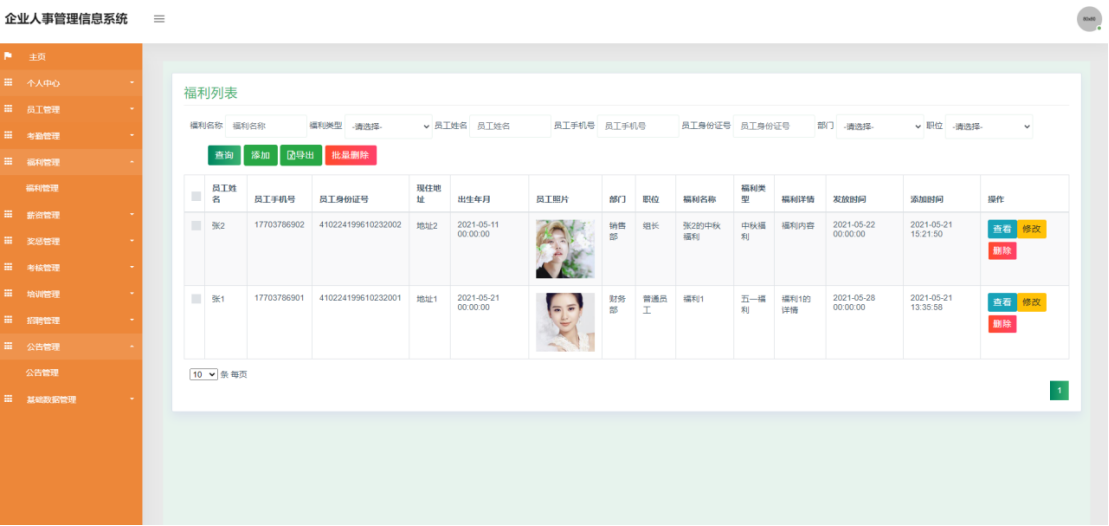 企业人事管理信息系统
主页
个人中心
员工管理
考勤管理
福利管理
福利管理
薪资管理
奖惩管理
考核管理
培训管理
招聘管理
公告管理
公告管理
基础数据管理
福利列表
福利名称 福利名称 福利类型 -请选择- 员工姓名 员工姓名 员工手机号 员工手机号 员工身份证号 员工身份证号 部门 -请选择- 职位 -请选择-
查询 添加 导出 批量删除
员工姓名 员工手机号 员工身份证号 现住地址 出生年月 员工照片 部门 职位 福利名称 福利类型 福利详情 发放时间 添加时间 操作
张2 17703786902 410224199610232002 地址2 2021-05-11 00:00:00 销售部 组长 张2的中秋福利 中秋福利 福利内容 2021-05-22 00:00:00 2021-05-21 15:21:50 查看 修改 删除
张1 17703786901 410224199610232001 地址1 2021-05-21 00:00:00 财务部 普通员工 福利1 五一福利 福利1的详情 2021-05-28 00:00:00 2021-05-21 13:35:58 查看 修改 删除
10 条 每页
1